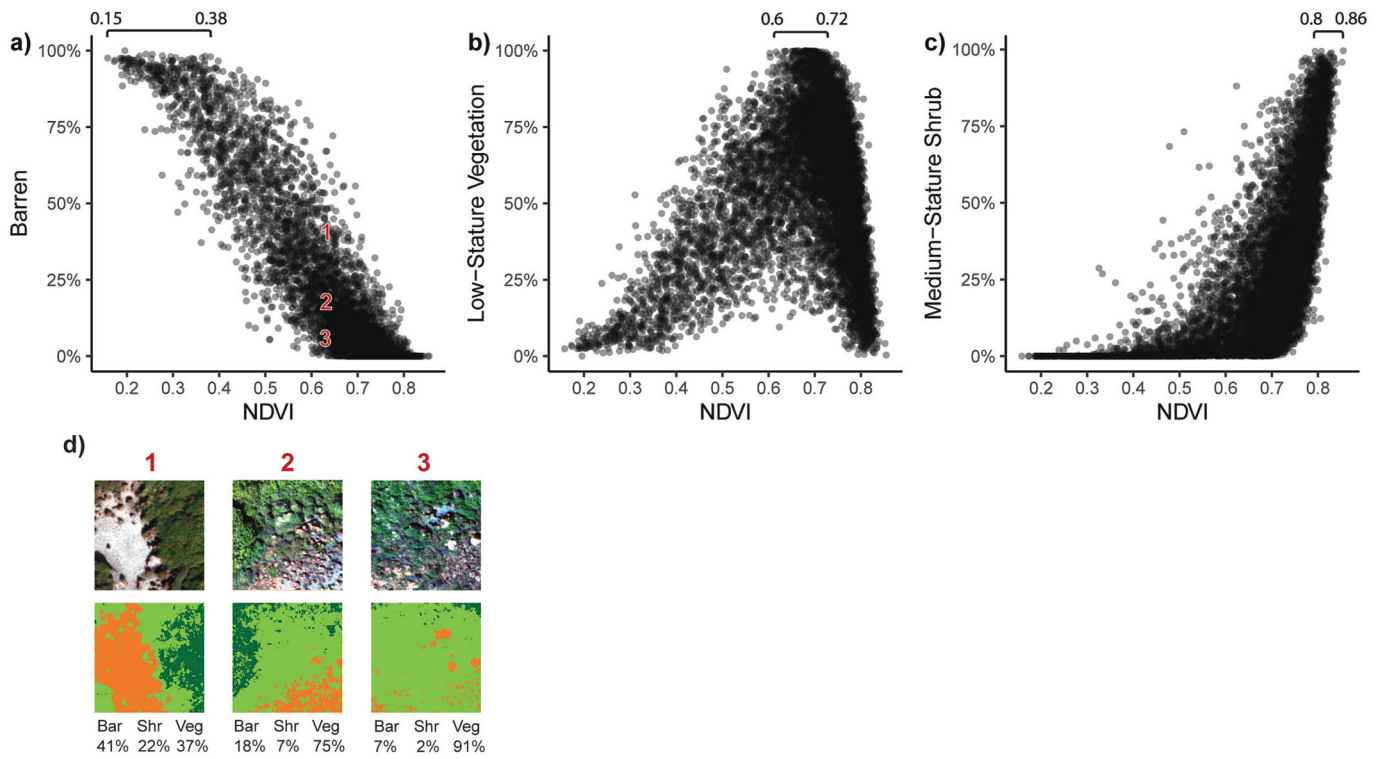 0.15 0.38
a)
100%
75%
50%
25%
0%
Barren
1
2
3
0.2 0.3 0.4 0.5 0.6 0.7 0.8
NDVI
0.6 0.72
b)
100%
75%
50%
25%
0%
Low−Stature Vegetation
0.2 0.3 0.4 0.5 0.6 0.7 0.8
NDVI
0.8 0.86
c)
100%
75%
50%
25%
0%
Medium−Stature Shrub
0.2 0.3 0.4 0.5 0.6 0.7 0.8
NDVI
d)
1 2 3
Bar Shr Veg Bar Shr Veg Bar Shr Veg
41% 22% 37% 18% 7% 75% 7% 2% 91%